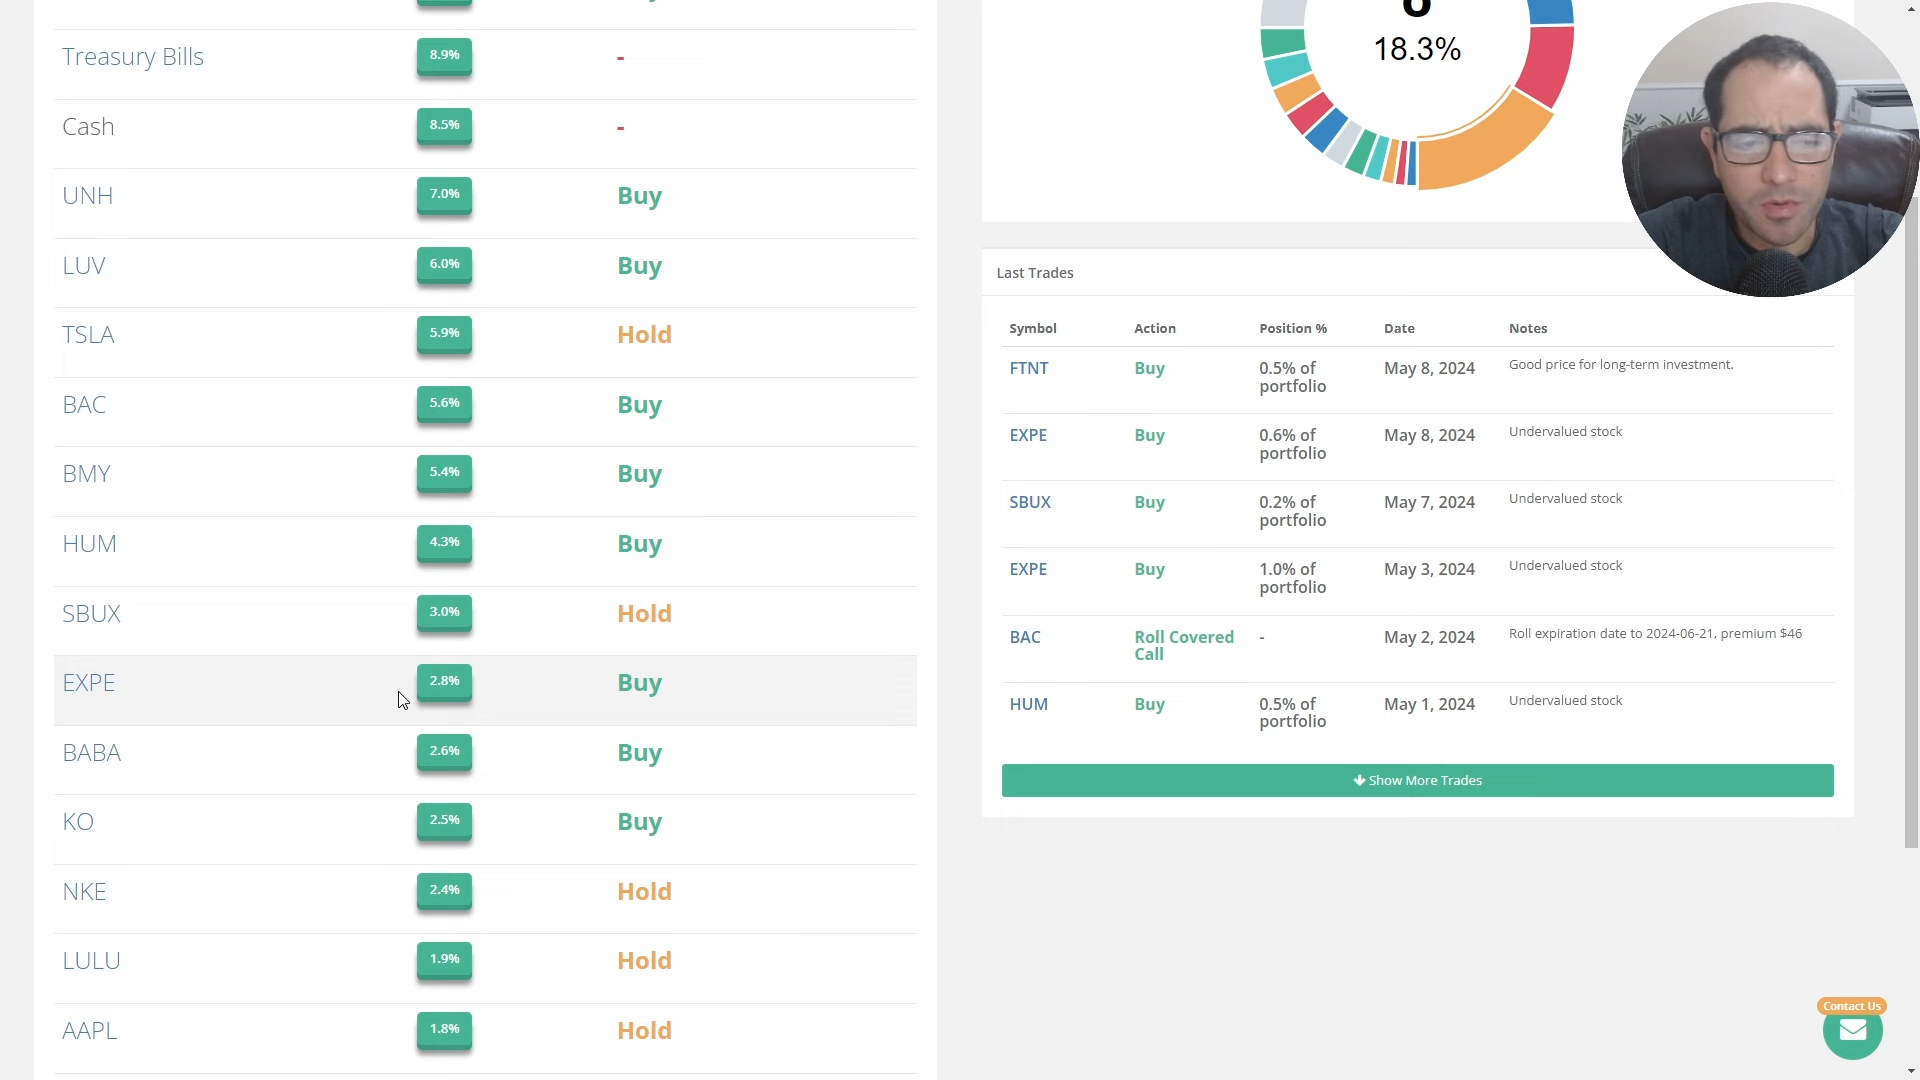 18.3%
Treasury Bills 8.9% -
Cash 8.5% -
UNH 7.0% Buy
LUV 6.0% Buy
TSLA 5.9% Hold
BAC 5.6% Buy
BMY 5.4% Buy
HUM 4.3% Buy
SBUX 3.0% Hold
EXPE 2.8% Buy
BABA 2.6% Buy
KO 2.5% Buy
NKE 2.4% Hold
LULU 1.9% Hold
AAPL 1.8% Hold
Last Trades
Symbol Action Position % Date Notes
FTNT Buy 0.5% of May 8, 2024 Good price for long-term investment.
portfolio
EXPE Buy 0.6% of May 8, 2024 Undervalued stock
portfolio
SBUX Buy 0.2% of May 7, 2024 Undervalued stock
portfolio
EXPE Buy 1.0% of May 3, 2024 Undervalued stock
portfolio
BAC Roll Covered - May 2, 2024 Roll expiration date to 2024-06-21, premium $46
Call
HUM Buy 0.5% of May 1, 2024 Undervalued stock
portfolio
Show More Trades
Contact Us